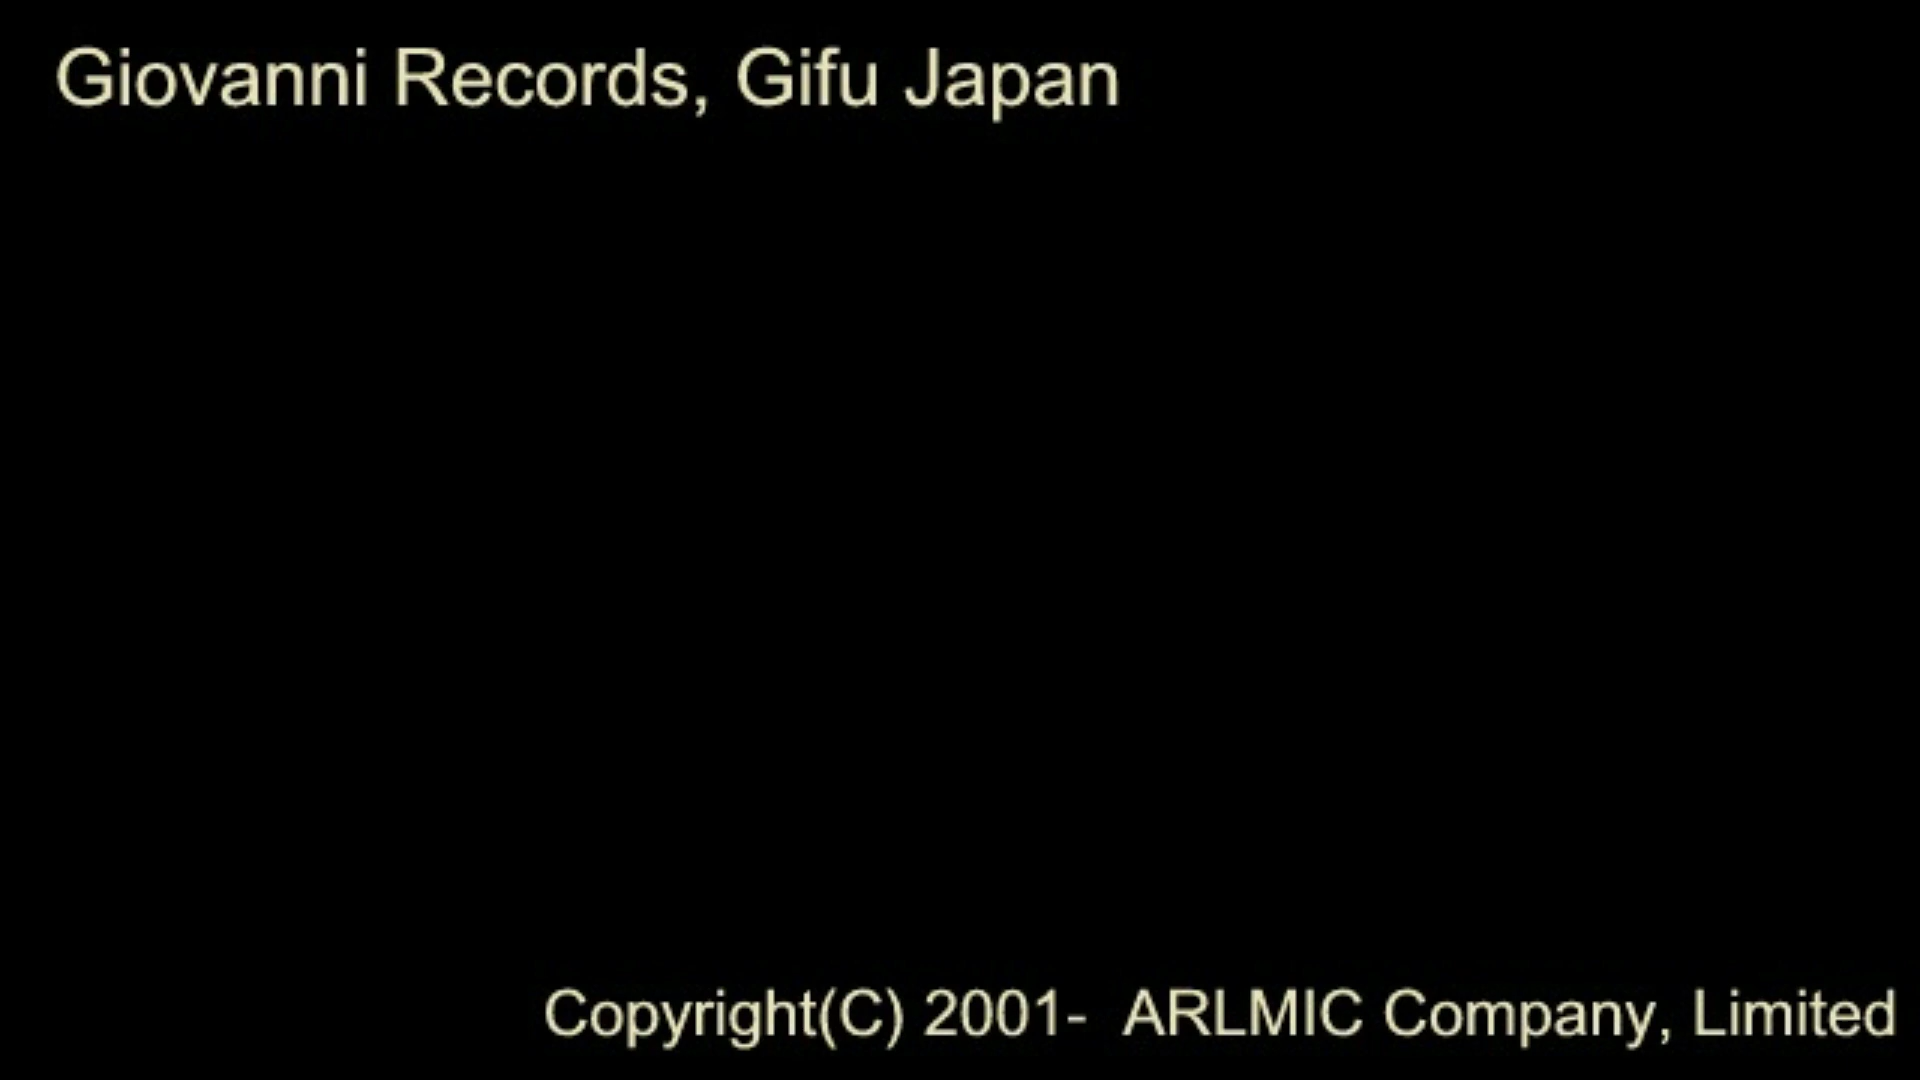 Giovanni Records, Gifu Japan
Copyright(C) 2001-  ARLMIC Company, Limited